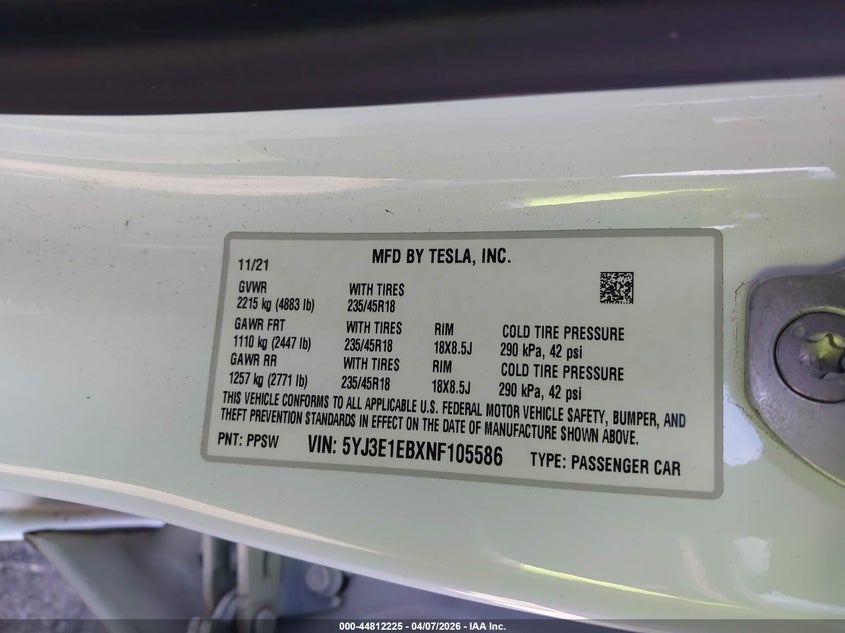 MFD BY TESLA, INC.
11/21
GVWR WITH TIRES
2215 kg (4883 lb) 235/45R18
GAWR FRT WITH TIRES RIM COLD TIRE PRESSURE
1110 kg (2447 lb) 235/45R18 18X8.5J 290 kPa, 42 psi
GAWR RR WITH TIRES RIM COLD TIRE PRESSURE
1257 kg (2771 lb) 235/45R18 18X8.5J 290 kPa, 42 psi
THIS VEHICLE CONFORMS TO ALL APPLICABLE U.S. FEDERAL MOTOR VEHICLE SAFETY, BUMPER, AND
THEFT PREVENTION STANDARDS IN EFFECT ON THE DATE OF MANUFACTURE SHOWN ABOVE.
PNT: PPSW VIN: 5YJ3E1EBXNF105586 TYPE: PASSENGER CAR
000-44812225 - 04/07/2026 - IAA Inc.